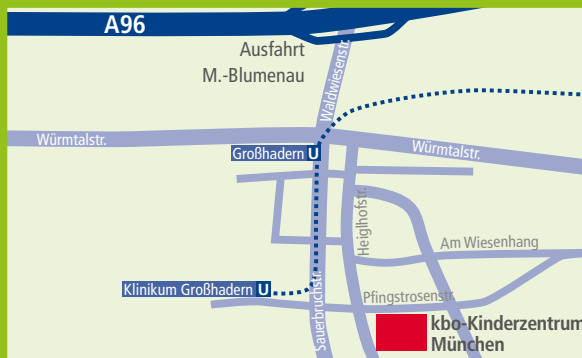 A96
Ausfahrt
M.-Blumenau
Waldwiesenstr.
Würmtalstr.
Großhadern U
Würmtalstr.
Heiglhofstr.
Am Wiesenhang
Klinikum Großhadern U
Sauerbruchstr.
Pfingstrosenstr.
kbo-Kinderzentrum
München